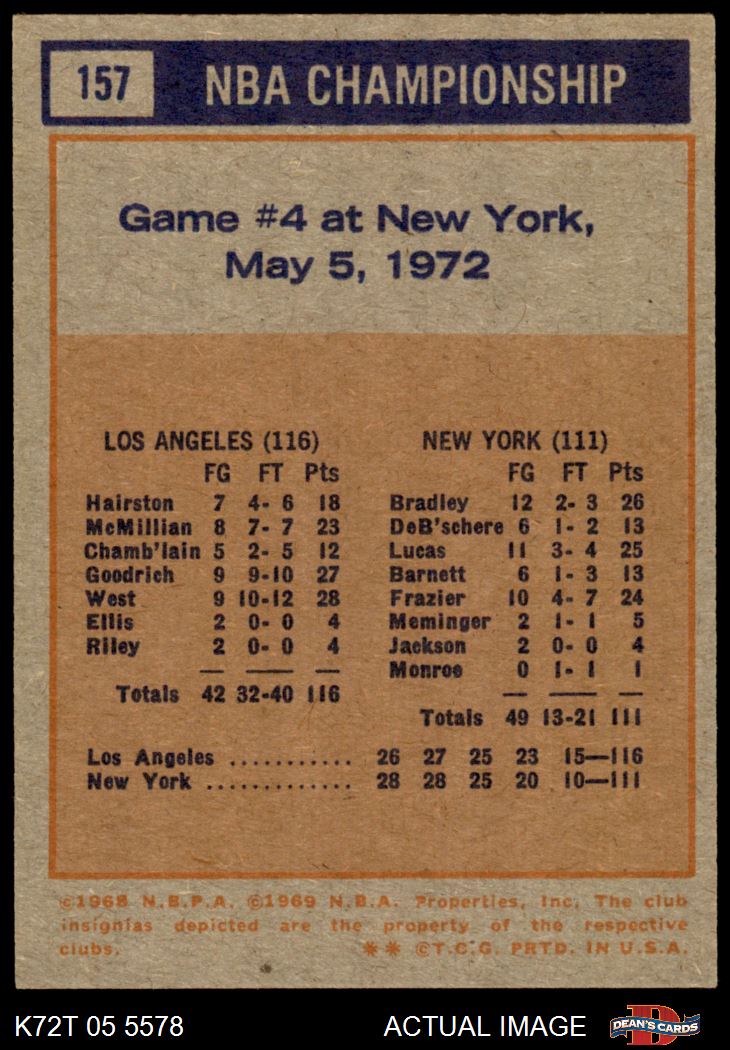 157 NBA CHAMPIONSHIP
Game #4 at New York,
May 5, 1972
LOS ANGELES (116)
FG FT Pts
Hairston 7 4- 6 18
McMillian 8 7- 7 23
Chamb'lain 5 2- 5 12
Goodrich 9 9-10 27
West 9 10-12 28
Ellis 2 0- 0 4
Riley 2 0- 0 4
Totals 42 32-40 116
NEW YORK (111)
FG FT Pts
Bradley 12 2- 3 26
DeB'schere 6 1- 2 13
Lucas 11 3- 4 25
Barnett 6 1- 3 13
Frazier 10 4- 7 24
Meminger 2 1- 1 5
Jackson 2 0- 0 4
Monroe 0 1- 1 1
Totals 49 13-21 111
Los Angeles ........... 26 27 25 23 15—116
New York ............. 28 28 25 20 10—111
©1968 N.B.P.A. ©1969 N.B.A. Properties, Inc. The club
insignias depicted are the property of the respective
clubs. ** ©T.C.G. PRTD. IN U.S.A.
K72T 05 5578 ACTUAL IMAGE D DEAN'S CARDS